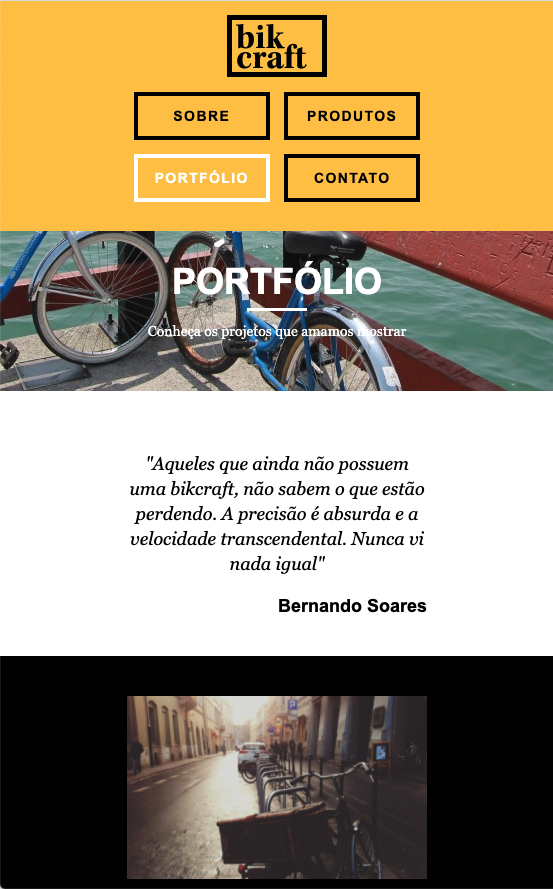 bik
craft
SOBRE
PRODUTOS
PORTFÓLIO
CONTATO
PORTFÓLIO
Conheça os projetos que amamos mostrar
"Aqueles que ainda não possuem
uma bikcraft, não sabem o que estão
perdendo. A precisão é absurda e a
velocidade transcendental. Nunca vi
nada igual"
Bernando Soares